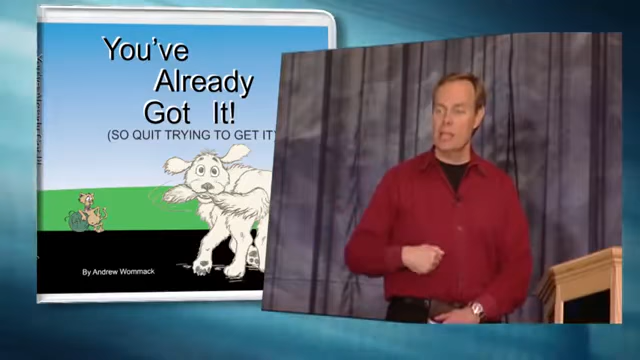 You've
Already
Got It!
(SO QUIT TRYING TO GET IT)
By Andrew Wommack